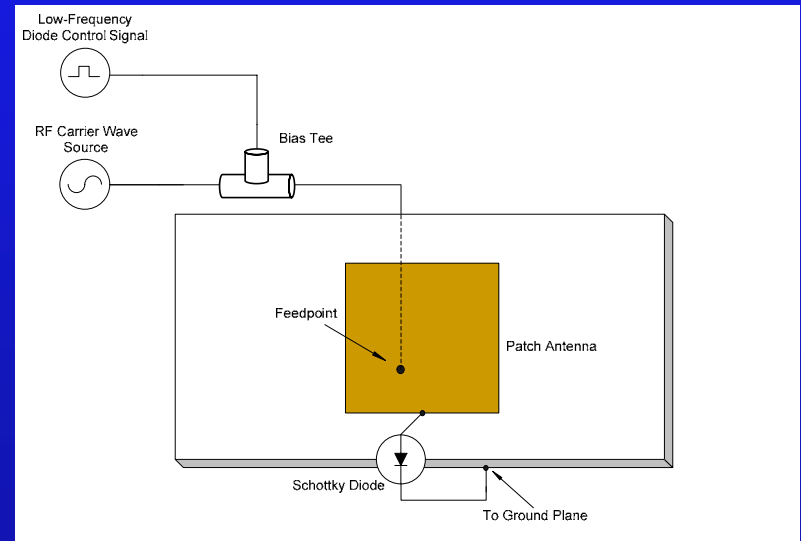 Low-Frequency
Diode Control Signal
RF Carrier Wave
Source
Bias Tee
Feedpoint
Patch Antenna
Schottky Diode
To Ground Plane